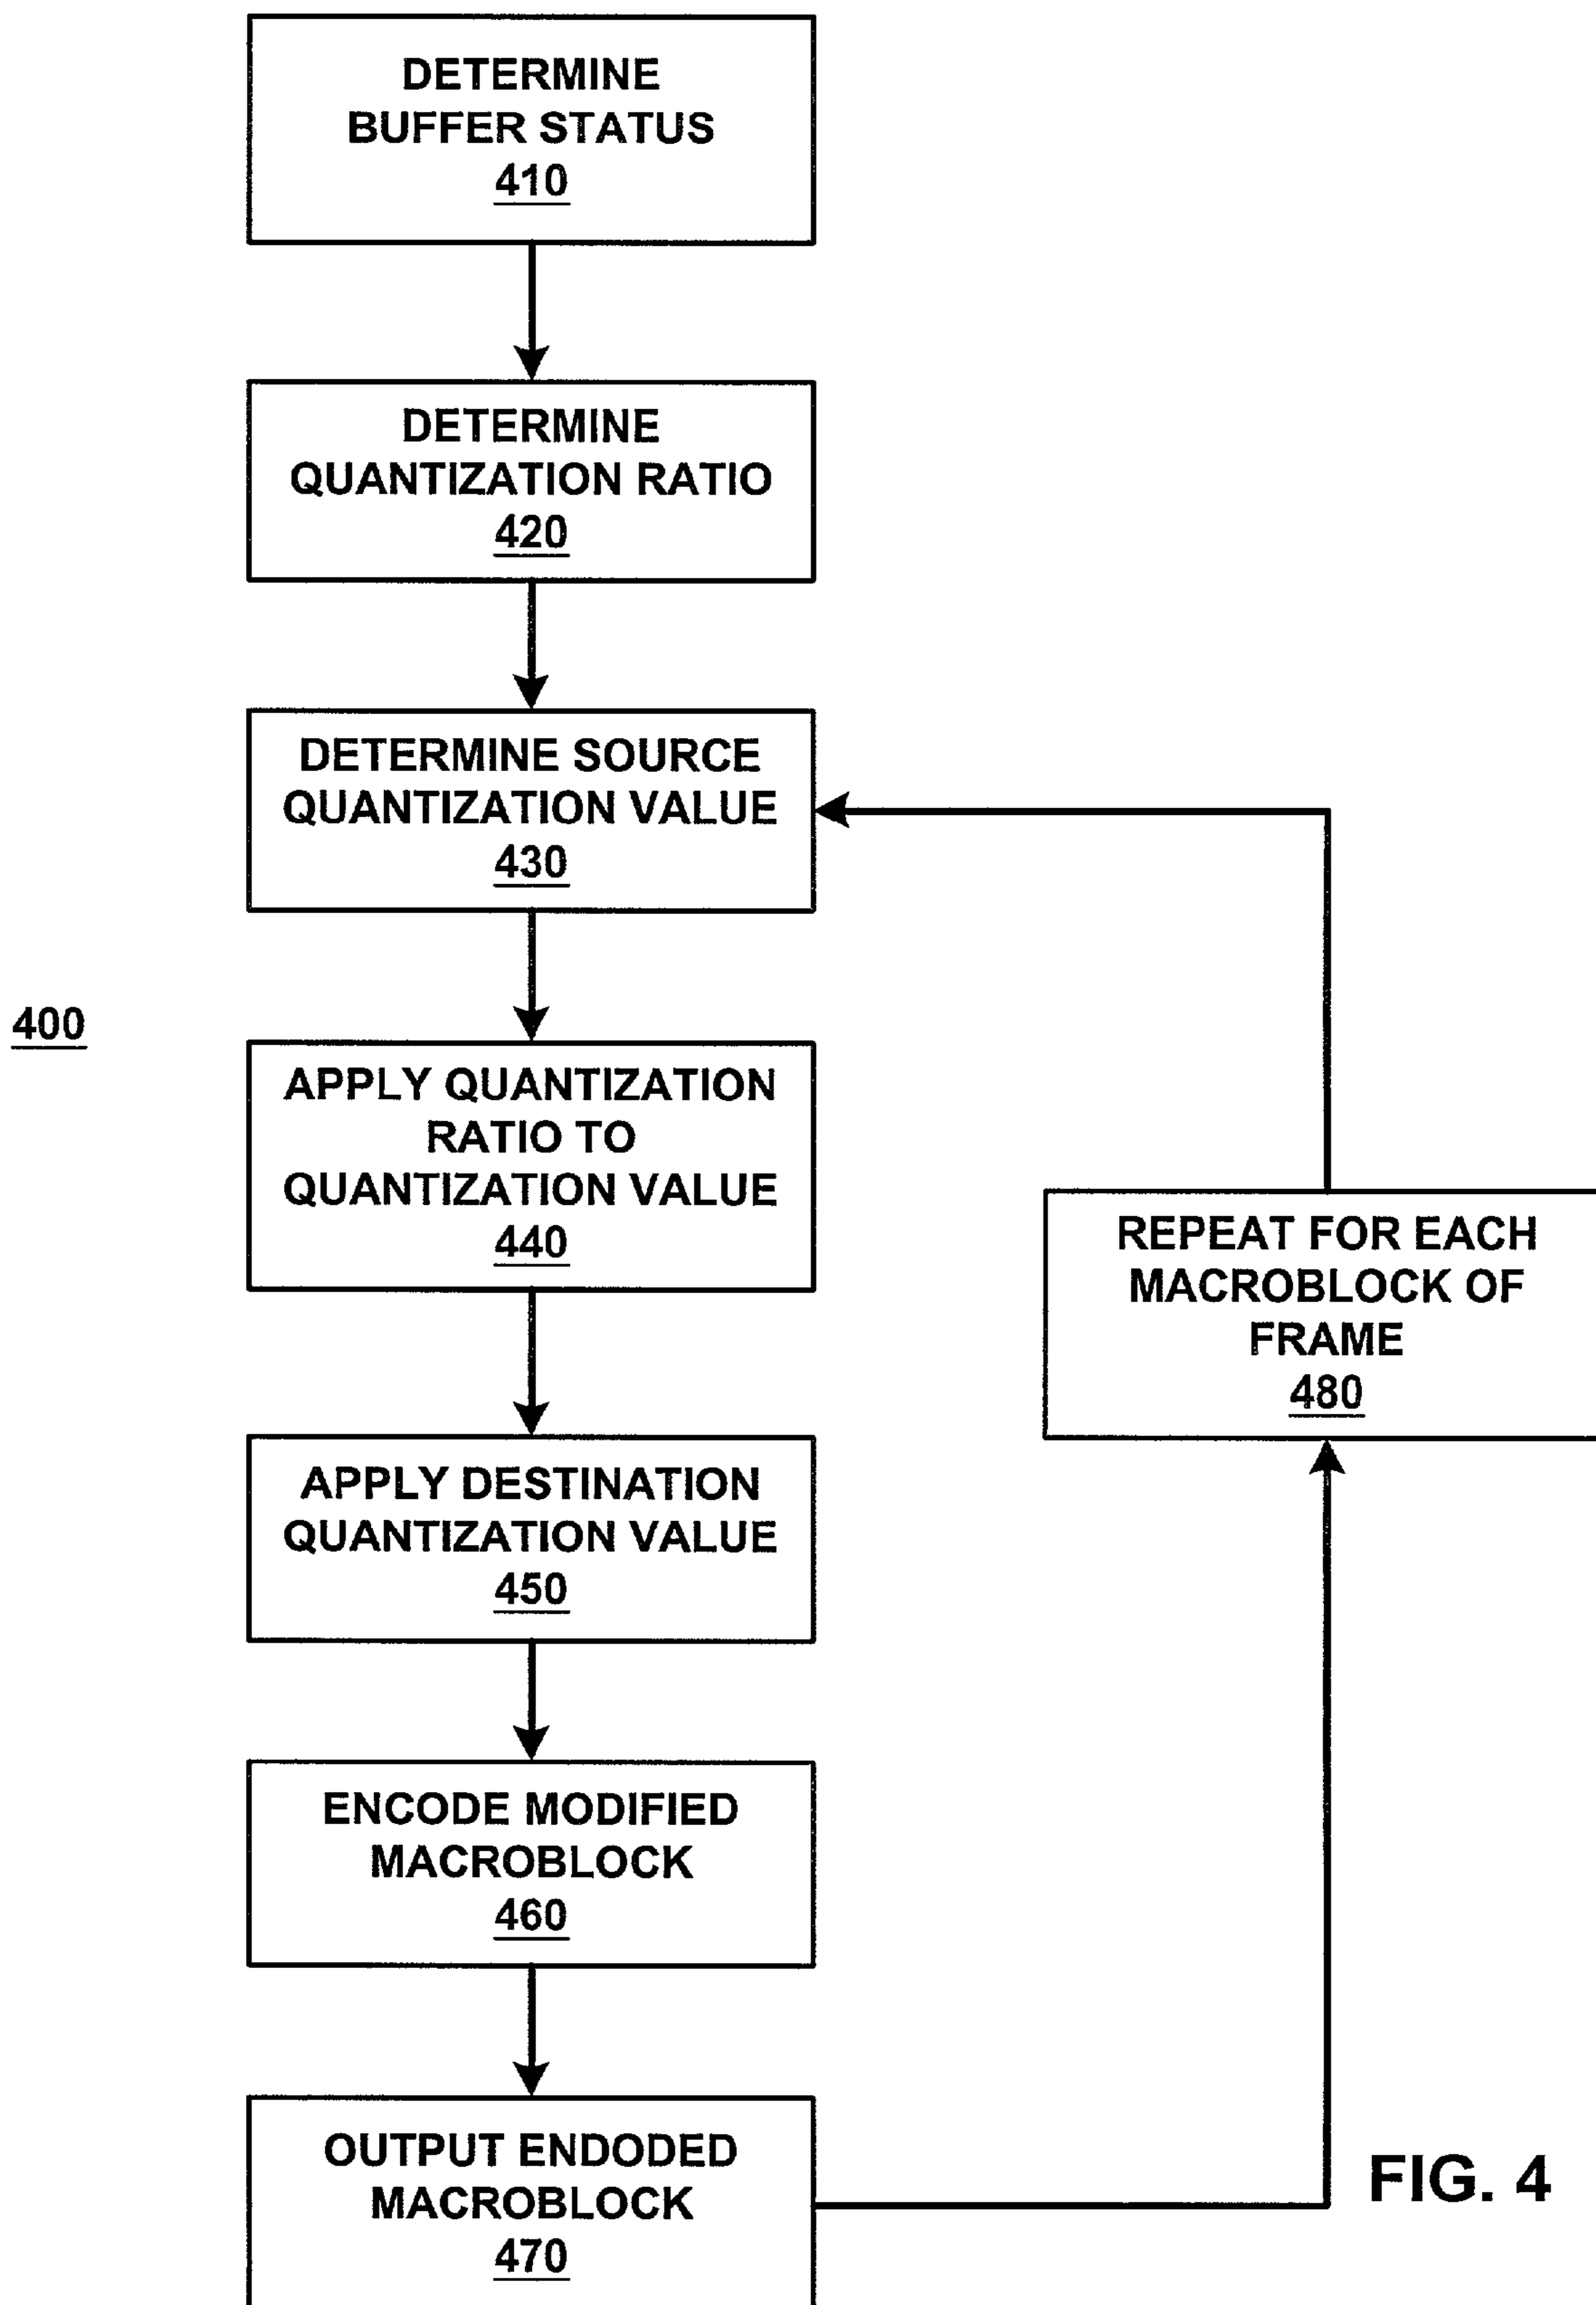 DETERMINE
BUFFER STATUS
410
DETERMINE
QUANTIZATION RATIO
420
DETERMINE SOURCE
QUANTIZATION VALUE
430
400
APPLY QUANTIZATION
RATIO TO
QUANTIZATION VALUE
440
REPEAT FOR EACH
MACROBLOCK OF
FRAME
480
APPLY DESTINATION
QUANTIZATION VALUE
450
ENCODE MODIFIED
MACROBLOCK
460
OUTPUT ENDODED
MACROBLOCK
470
FIG. 4